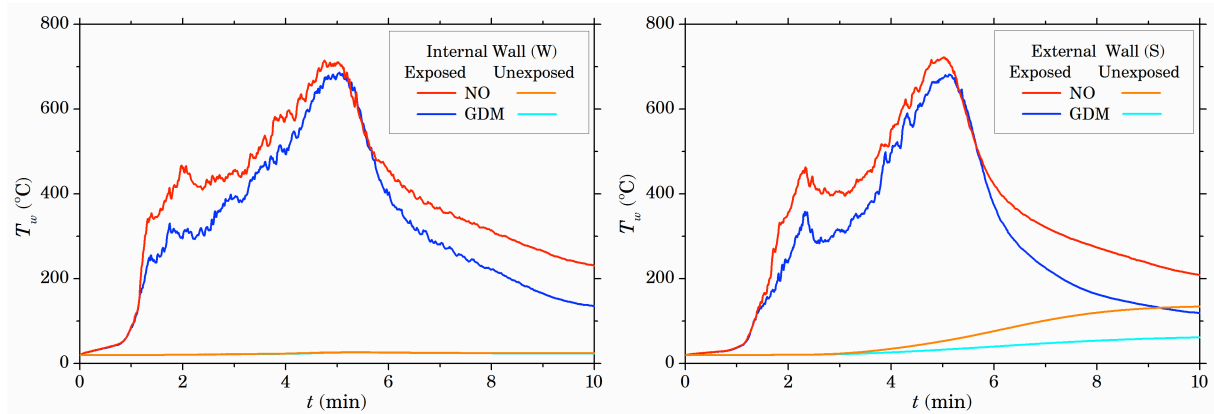 800
600
400
200
0
T_w (°C)
0 2 4 6 8 10
t (min)
Internal Wall (W)
Exposed Unexposed
NO
GDM
800
600
400
200
0
T_w (°C)
0 2 4 6 8 10
t (min)
External Wall (S)
Exposed Unexposed
NO
GDM